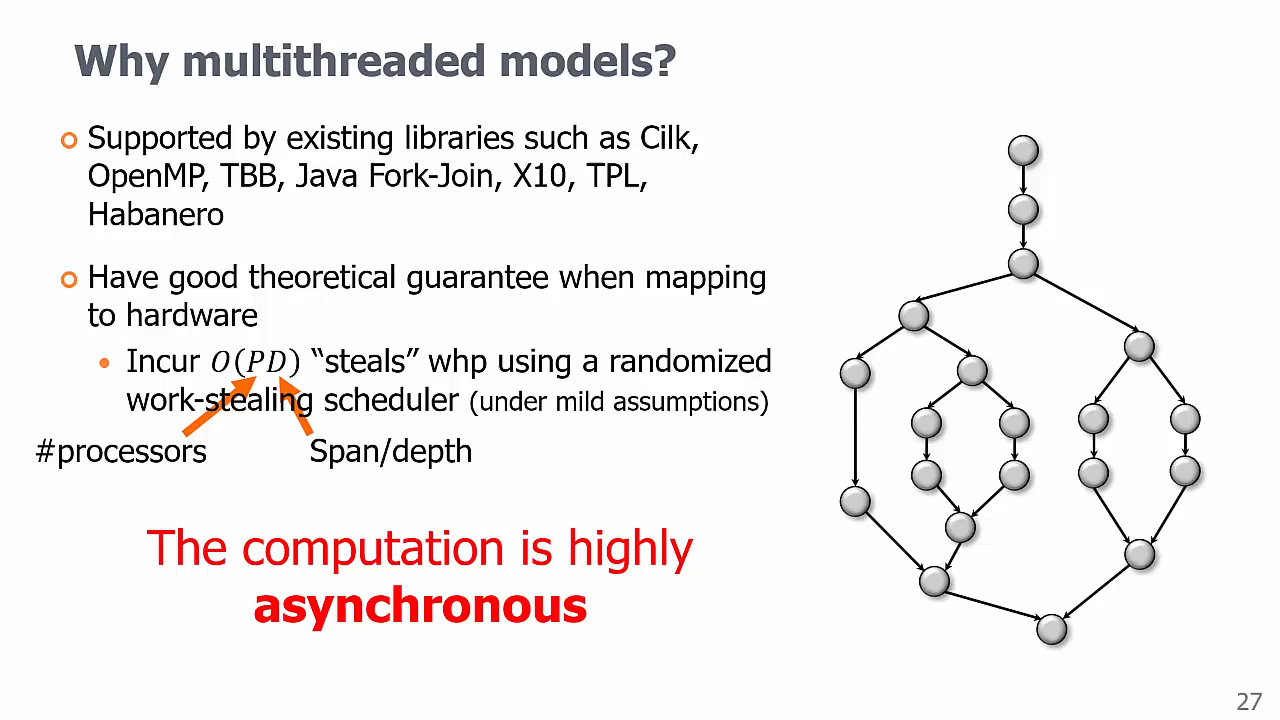 Why multithreaded models?
Supported by existing libraries such as Cilk,
OpenMP, TBB, Java Fork-Join, X10, TPL,
Habanero
Have good theoretical guarantee when mapping
to hardware
Incur O(PD) “steals” whp using a randomized
work-stealing scheduler (under mild assumptions)
#processors Span/depth
The computation is highly
asynchronous
27